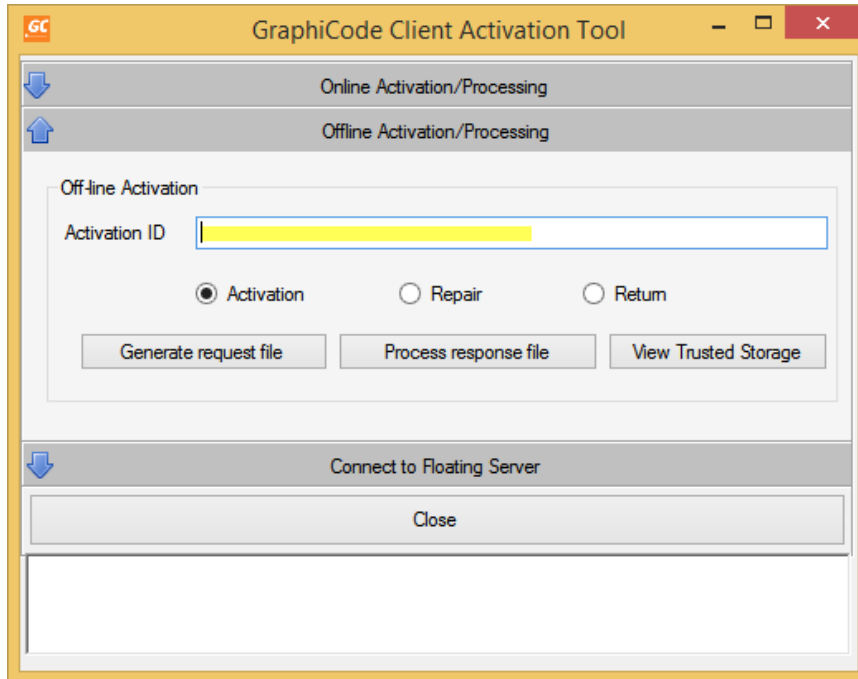 GC GraphiCode Client Activation Tool
Online Activation/Processing
Offline Activation/Processing
Off-line Activation
Activation ID
Activation Repair Return
Generate request file Process response file View Trusted Storage
Connect to Floating Server
Close